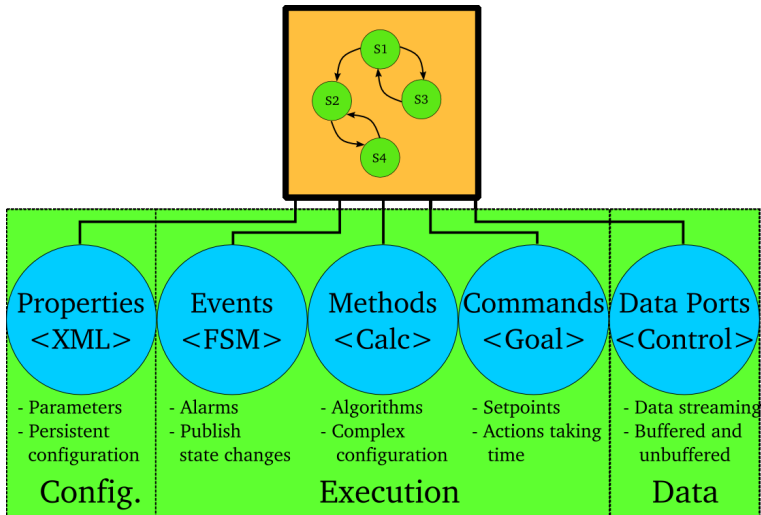 S1
S2
S3
S4
Properties
<XML>
- Parameters
- Persistent
configuration
Events
<FSM>
- Alarms
- Publish
state changes
Methods
<Calc>
- Algorithms
- Complex
configuration
Commands
<Goal>
- Setpoints
- Actions taking
time
Data Ports
<Control>
- Data streaming
- Buffered and
unbuffered
Config.
Execution
Data